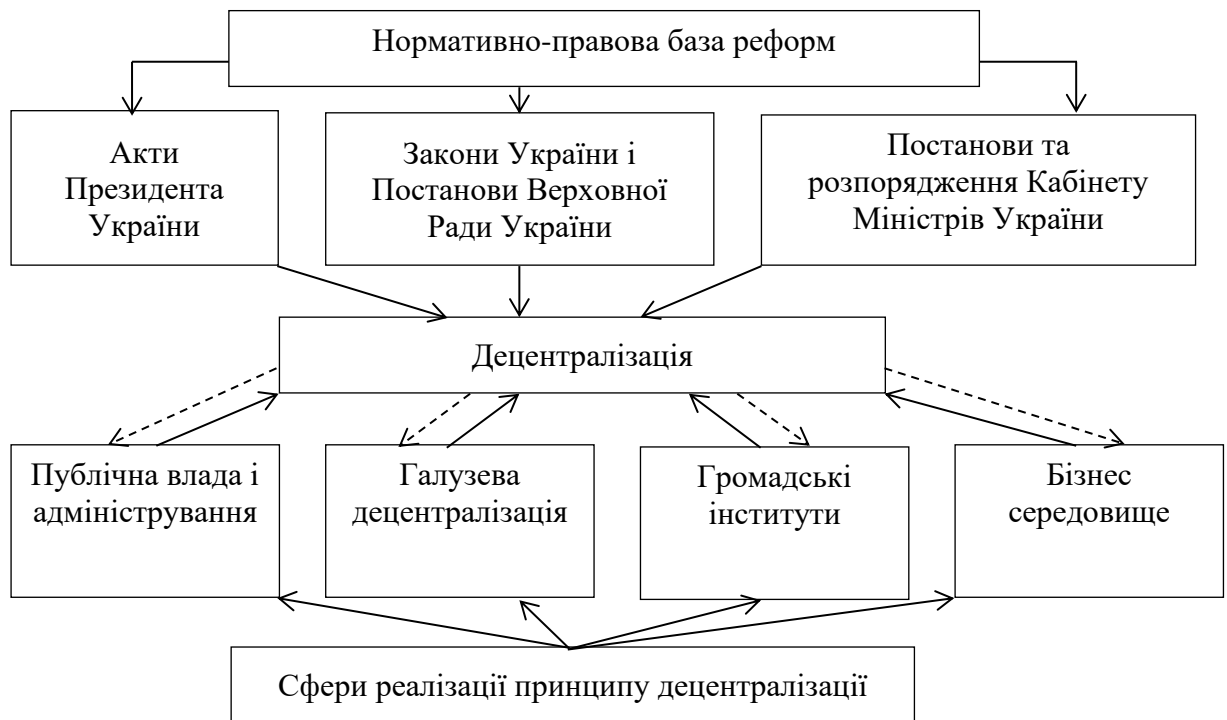 Нормативно-правова база реформ
Акти
Президента
України
Закони України і
Постанови Верховної
Ради України
Постанови та
розпорядження Кабінету
Міністрів України
Децентралізація
Публічна влада і
адміністрування
Галузева
децентралізація
Громадські
інститути
Бізнес
середовище
Сфери реалізації принципу децентралізації